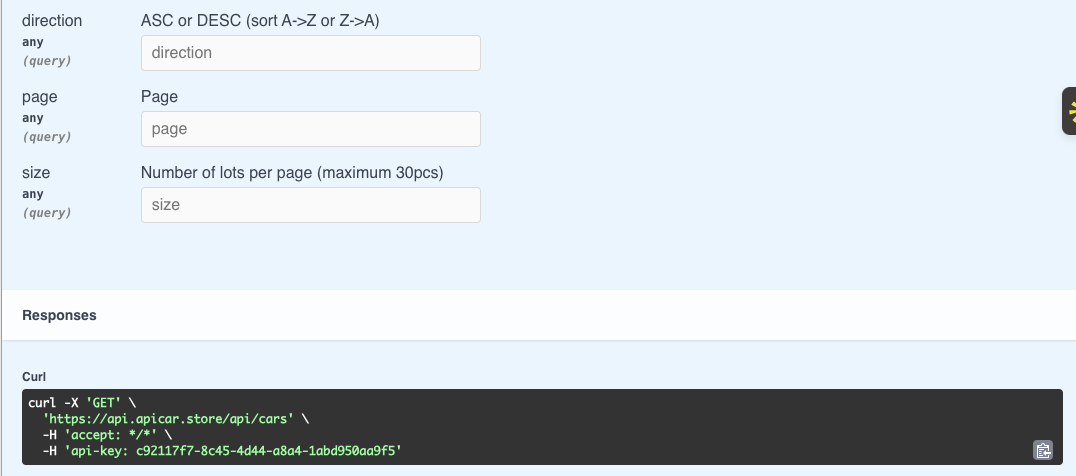 direction
ASC or DESC (sort A->Z or Z->A)
any
(query)
direction
page
Page
any
(query)
page
size
Number of lots per page (maximum 30pcs)
any
(query)
size
Responses
Curl
curl -X 'GET' \
'https://api.apicar.store/api/cars' \
-H 'accept: */*' \
-H 'api-key: c92117f7-8c45-4d44-a8a4-1abd950aa9f5'